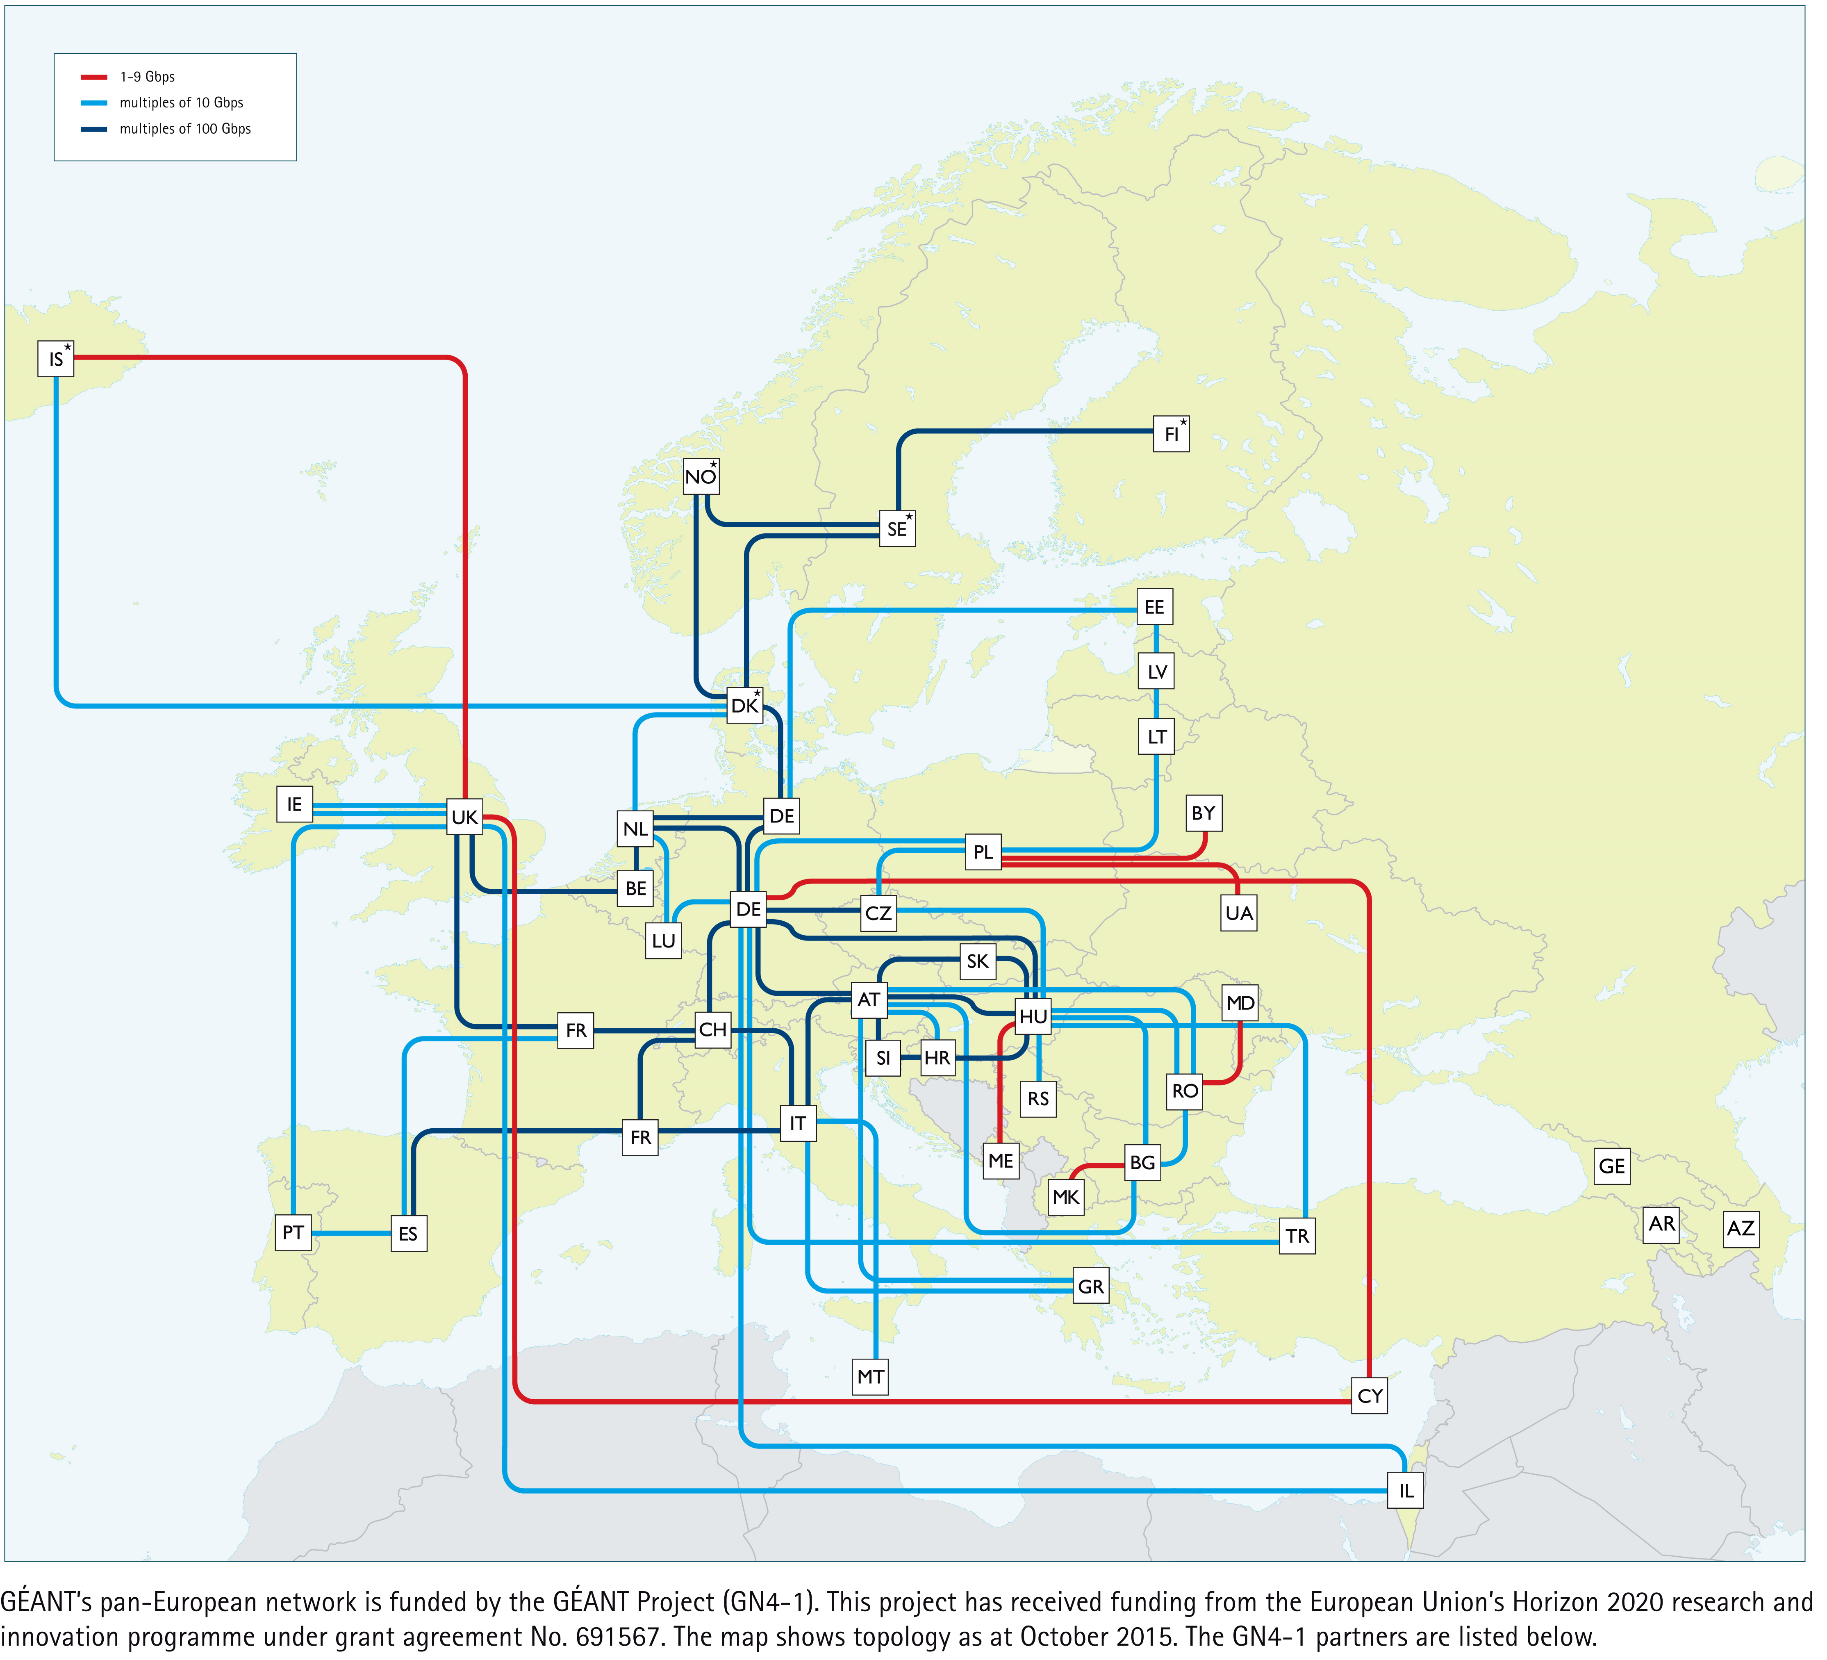 1-9 Gbps
multiples of 10 Gbps
multiples of 100 Gbps
IS*
FI*
NO*
SE*
EE
LV
DK*
LT
IE
UK
NL
DE
BY
PL
BE
DE
CZ
UA
LU
SK
AT
MD
HU
FR
CH
SI
HR
RS
RO
IT
FR
ME
BG
GE
MK
PT
ES
TR
AR
AZ
GR
MT
CY
IL
GÉANT's pan-European network is funded by the GÉANT Project (GN4-1). This project has received funding from the European Union's Horizon 2020 research and
innovation programme under grant agreement No. 691567. The map shows topology as at October 2015. The GN4-1 partners are listed below.